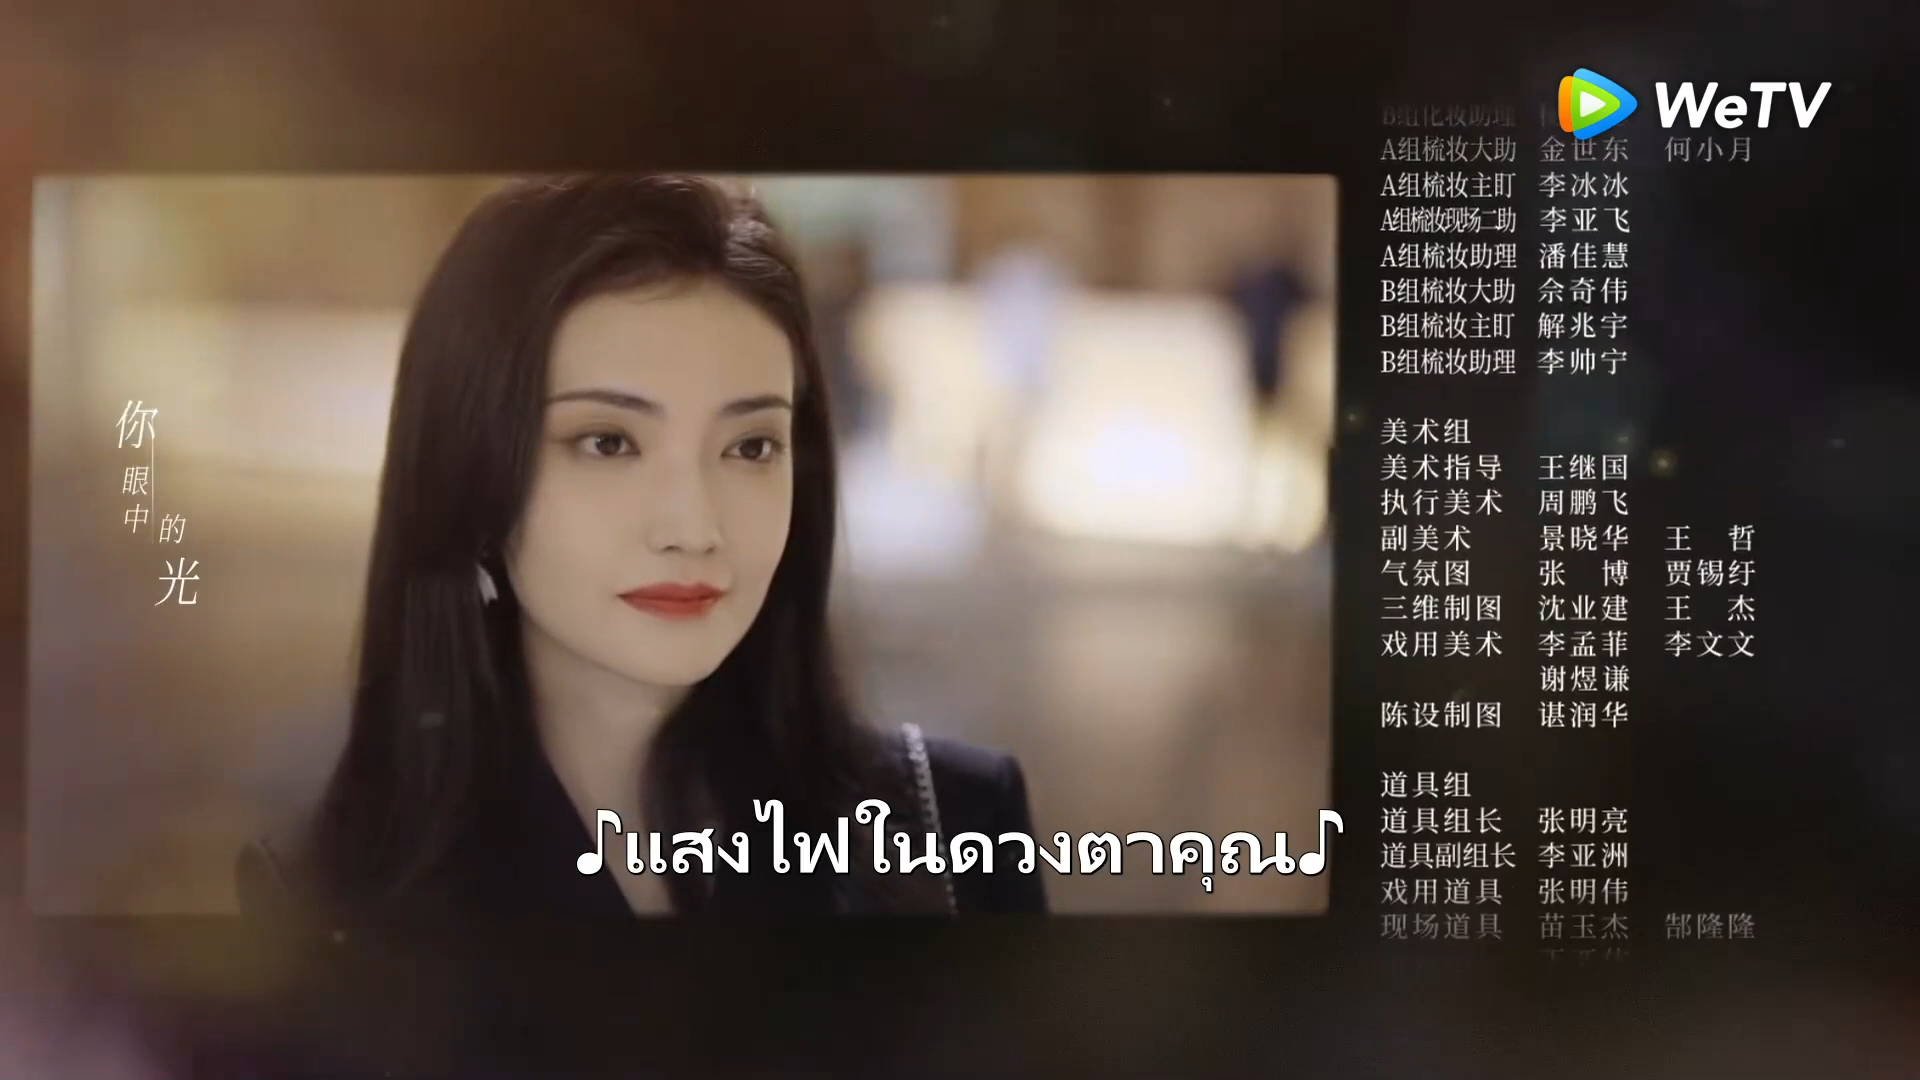 WeTV
A组梳妆大助 金世东 何小月
A组梳妆主盯 李冰冰
A组梳妆现场二助 李亚飞
A组梳妆助理 潘佳慧
B组梳妆大助 佘奇伟
B组梳妆主盯 解兆宇
B组梳妆助理 李帅宁
美术组
美术指导 王继国
执行美术 周鹏飞
副美术 景晓华 王哲
气氛图 张博 贾锡纡
三维制图 沈业建 王杰
戏用美术 李孟菲 李文文
谢煜谦
陈设制图 谌润华
道具组
道具组长 张明亮
道具副组长 李亚洲
戏用道具 张明伟
现场道具 苗玉杰 郜隆隆
你
眼
中
的
光
♪แสงไฟในดวงตาคุณ♪